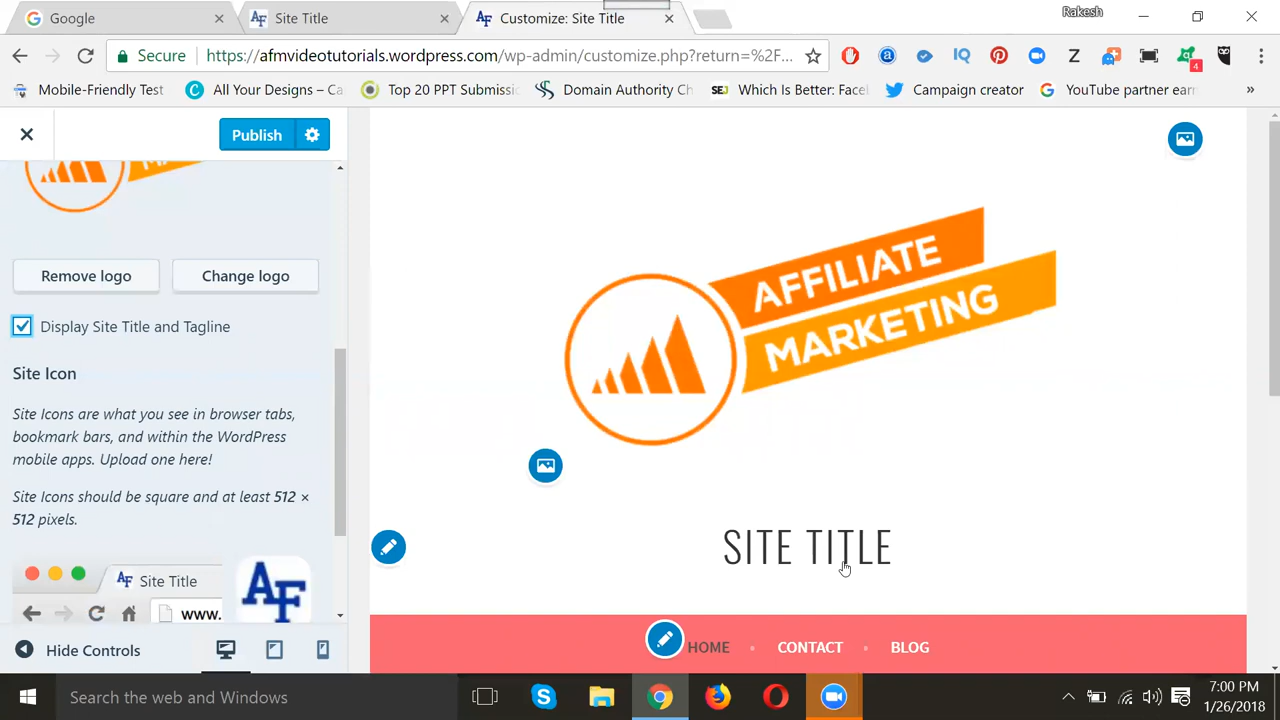 Google
Site Title
Customize: Site Title
Rakesh
Secure
https://afmvideotutorials.wordpress.com/wp-admin/customize.php?return=%2F...
4
Mobile-Friendly Test
All Your Designs – Ca
Top 20 PPT Submissic
Domain Authority Ch
SEJ
Which Is Better: Facel
Campaign creator
YouTube partner earn
»
Publish
AFFILIATE
MARKETING
Remove logo
Change logo
Display Site Title and Tagline
Site Icon
Site Icons are what you see in browser tabs,
bookmark bars, and within the WordPress
mobile apps. Upload one here!
Site Icons should be square and at least 512 ×
512 pixels.
AF Site Title
AF
www.
SITE TITLE
HOME
CONTACT
BLOG
Hide Controls
Search the web and Windows
7:00 PM
1/26/2018